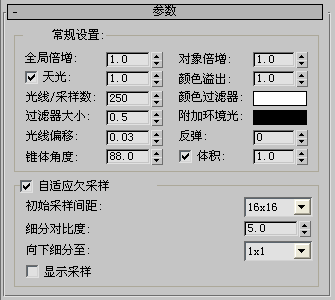 - 参数
常规设置:
全局倍增: 1.0 对象倍增: 1.0
天光: 1.0 颜色溢出: 1.0
光线/采样数: 250 颜色过滤器:
过滤器大小: 0.5 附加环境光:
光线偏移: 0.03 反弹: 0
锥体角度: 88.0 体积: 1.0
自适应欠采样
初始采样间距: 16x16
细分对比度: 5.0
向下细分至: 1x1
显示采样